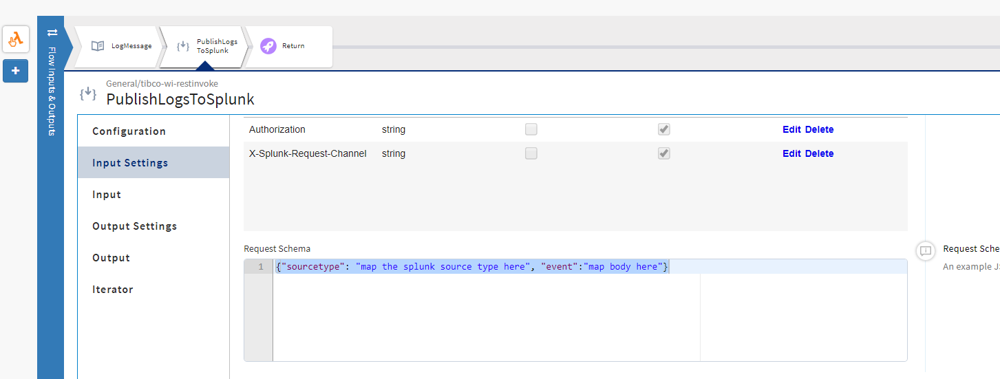 Flow Inputs & Outputs
LogMessage
PublishLogs
ToSplunk
Return
General/tibco-wi-restinvoke
PublishLogsToSplunk
Configuration
Input Settings
Input
Output Settings
Output
Iterator
Authorization string Edit Delete
X-Splunk-Request-Channel string Edit Delete
Request Schema
1 {"sourcetype": "map the splunk source type here", "event":"map body here"}
Request Sche
An example J